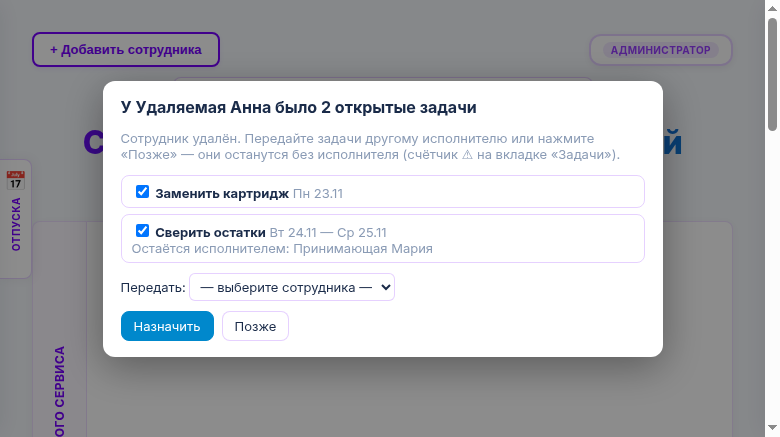 + Добавить сотрудника
АДМИНИСТРАТОР
У Удаляемая Анна было 2 открытые задачи
Сотрудник удалён. Передайте задачи другому исполнителю или нажмите
«Позже» — они останутся без исполнителя (счётчик ⚠ на вкладке «Задачи»).
Заменить картридж Пн 23.11
Сверить остатки Вт 24.11 — Ср 25.11
Остаётся исполнителем: Принимающая Мария
Передать: — выберите сотрудника —
Назначить Позже
17
ОТПУСКА
ОГО СЕРВИСА